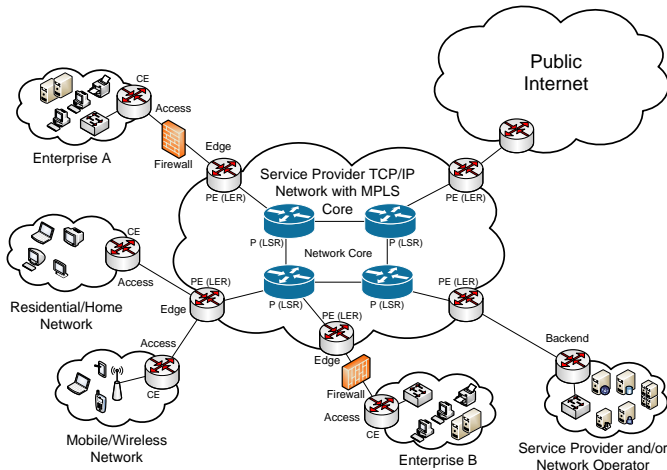 Public
Internet
CE
Access
Enterprise A
Firewall
Edge
PE (LER)
Service Provider TCP/IP
Network with MPLS
Core
PE (LER)
P (LSR)
P (LSR)
Network Core
CE
Access
Residential/Home
Network
PE (LER)
Edge
P (LSR)
P (LSR)
PE (LER)
PE (LER)
Edge
Access
CE
Mobile/Wireless
Network
Firewall
Access
CE
Enterprise B
Backend
Service Provider and/or
Network Operator